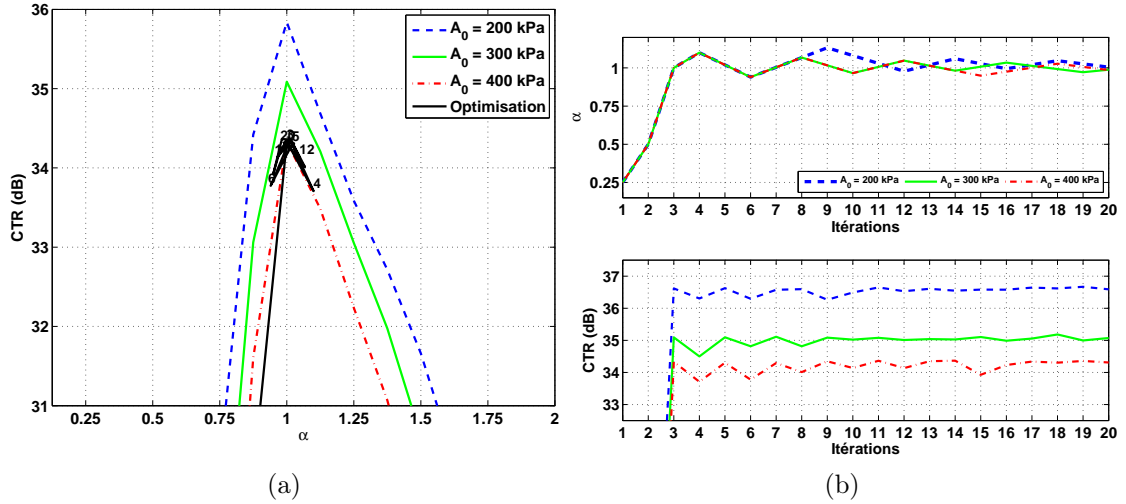 36
35
34
33
32
31
CTR (dB)
0.25 0.5 0.75 1 1.25 1.5 1.75 2
α
A0 = 200 kPa
A0 = 300 kPa
A0 = 400 kPa
Optimisation
12
4
6
(a)
1
0.75
0.5
0.25
α
A0 = 200 kPa A0 = 300 kPa A0 = 400 kPa
1 2 3 4 5 6 7 8 9 10 11 12 13 14 15 16 17 18 19 20
Itérations
37
36
35
34
33
CTR (dB)
1 2 3 4 5 6 7 8 9 10 11 12 13 14 15 16 17 18 19 20
Itérations
(b)